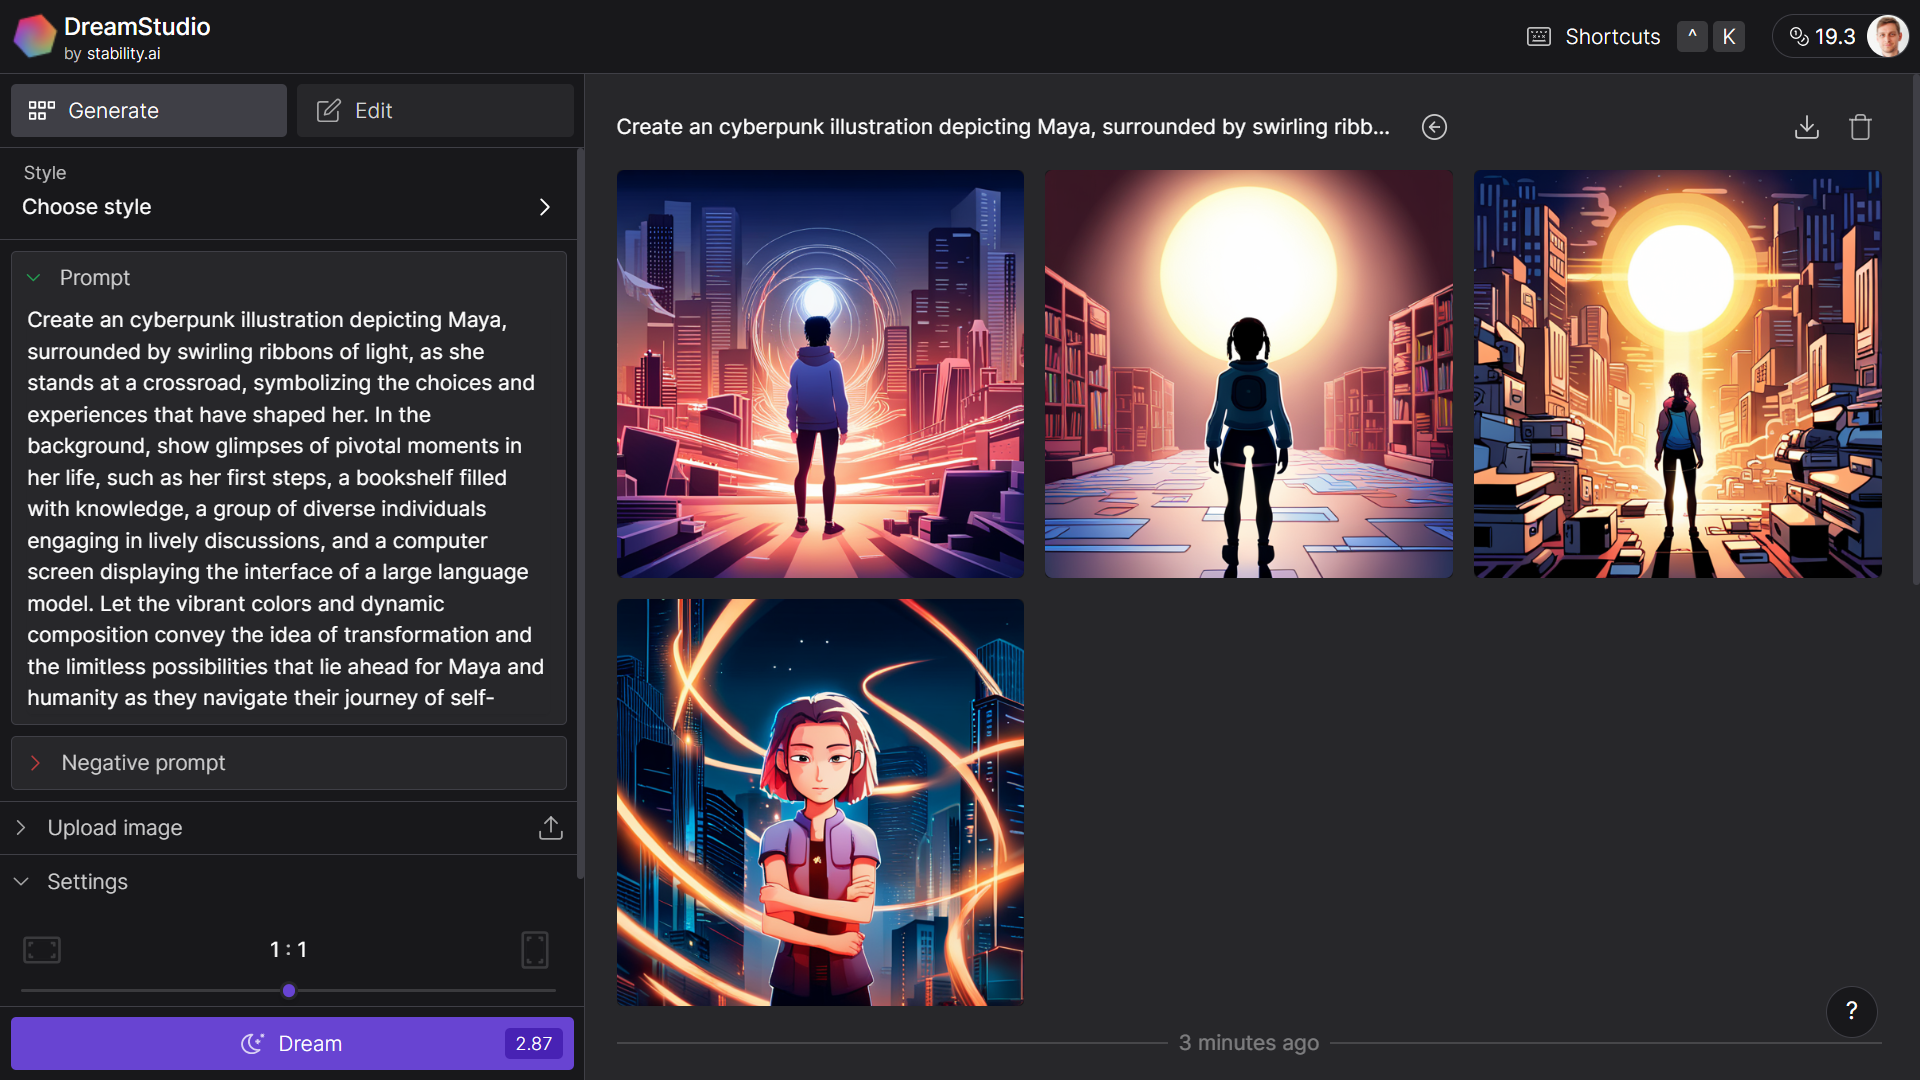 DreamStudio
by stability.ai
Shortcuts ^ K
19.3
Generate
Edit
Style
Choose style
Prompt
Create an cyberpunk illustration depicting Maya,
surrounded by swirling ribbons of light, as she
stands at a crossroad, symbolizing the choices and
experiences that have shaped her. In the
background, show glimpses of pivotal moments in
her life, such as her first steps, a bookshelf filled
with knowledge, a group of diverse individuals
engaging in lively discussions, and a computer
screen displaying the interface of a large language
model. Let the vibrant colors and dynamic
composition convey the idea of transformation and
the limitless possibilities that lie ahead for Maya and
humanity as they navigate their journey of self-
Negative prompt
Upload image
Settings
1 : 1
Dream
2.87
Create an cyberpunk illustration depicting Maya, surrounded by swirling ribb...
3 minutes ago
?